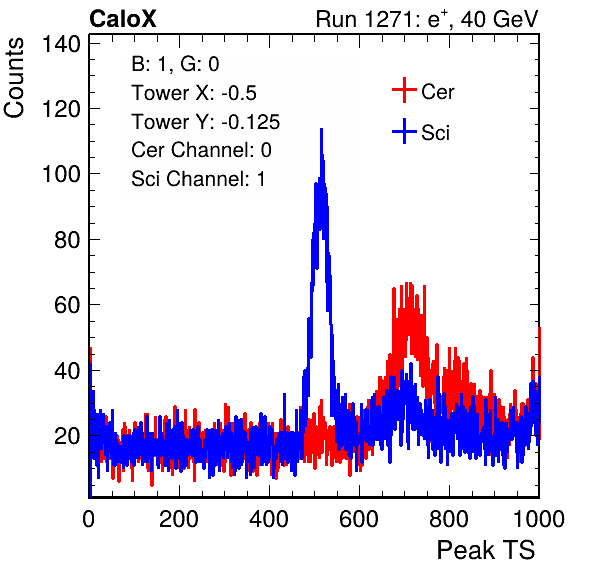 CaloX Run 1271: e⁺, 40 GeV
Counts
B: 1, G: 0
Tower X: -0.5
Tower Y: -0.125
Cer Channel: 0
Sci Channel: 1
Cer
Sci
140
120
100
80
60
40
20
0 200 400 600 800 1000
Peak TS